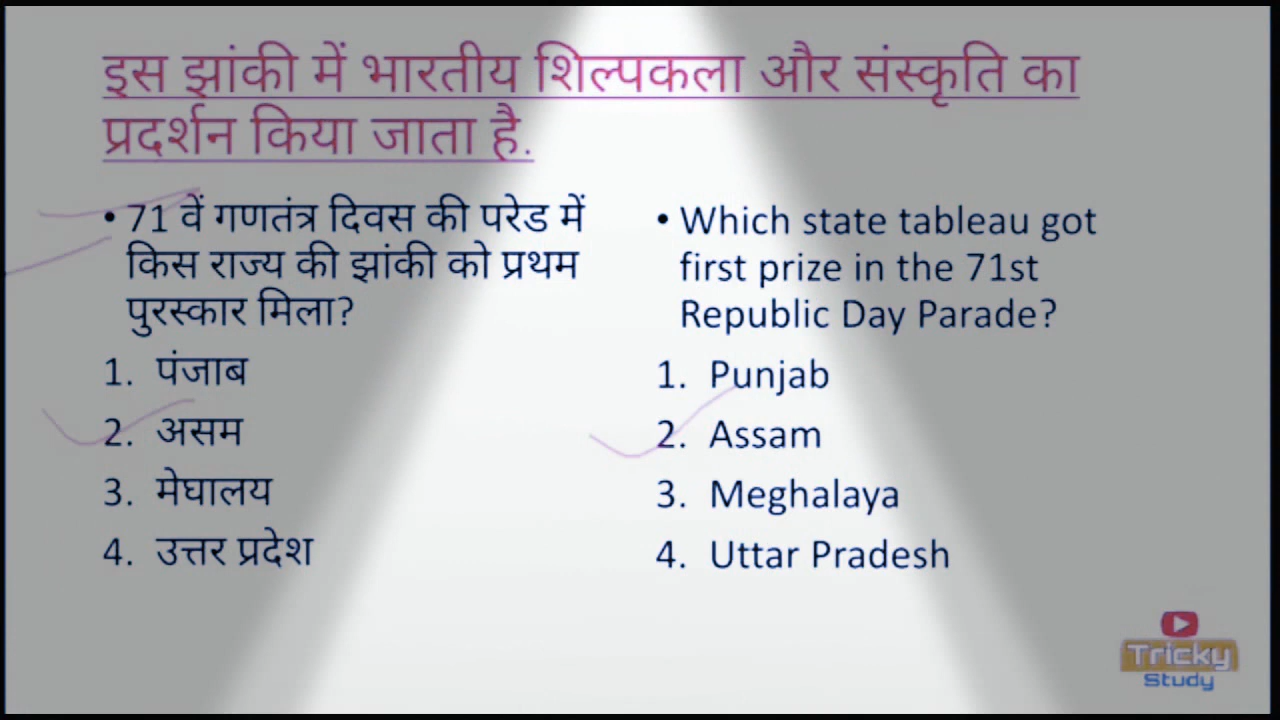 इस झांकी में भारतीय शिल्पकला और संस्कृति का
प्रदर्शन किया जाता है.
• 71 वें गणतंत्र दिवस की परेड में
किस राज्य की झांकी को प्रथम
पुरस्कार मिला?
1. पंजाब
2. असम
3. मेघालय
4. उत्तर प्रदेश
• Which state tableau got
first prize in the 71st
Republic Day Parade?
1. Punjab
2. Assam
3. Meghalaya
4. Uttar Pradesh
Tricky
Study